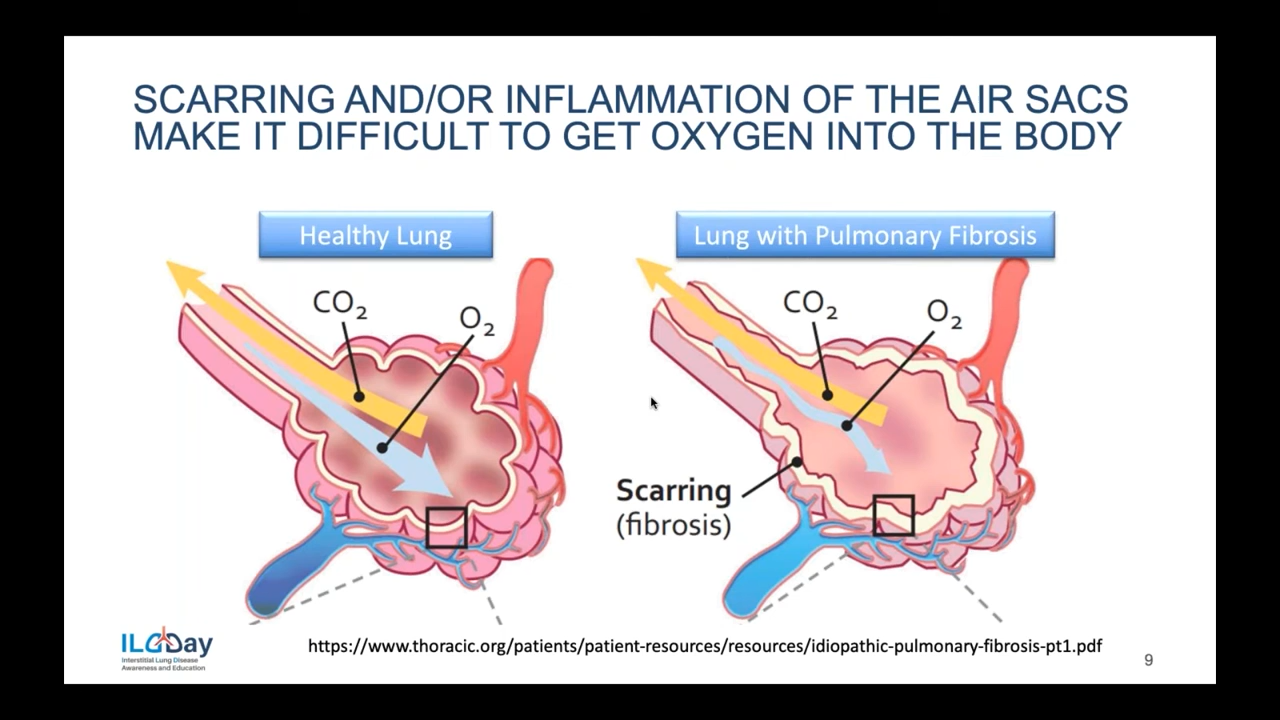 SCARRING AND/OR INFLAMMATION OF THE AIR SACS
MAKE IT DIFFICULT TO GET OXYGEN INTO THE BODY
Healthy Lung
CO₂
O₂
Lung with Pulmonary Fibrosis
CO₂
O₂
Scarring
(fibrosis)
ILDDay
Interstitial Lung Disease
Awareness and Education
https://www.thoracic.org/patients/patient-resources/resources/idiopathic-pulmonary-fibrosis-pt1.pdf
9